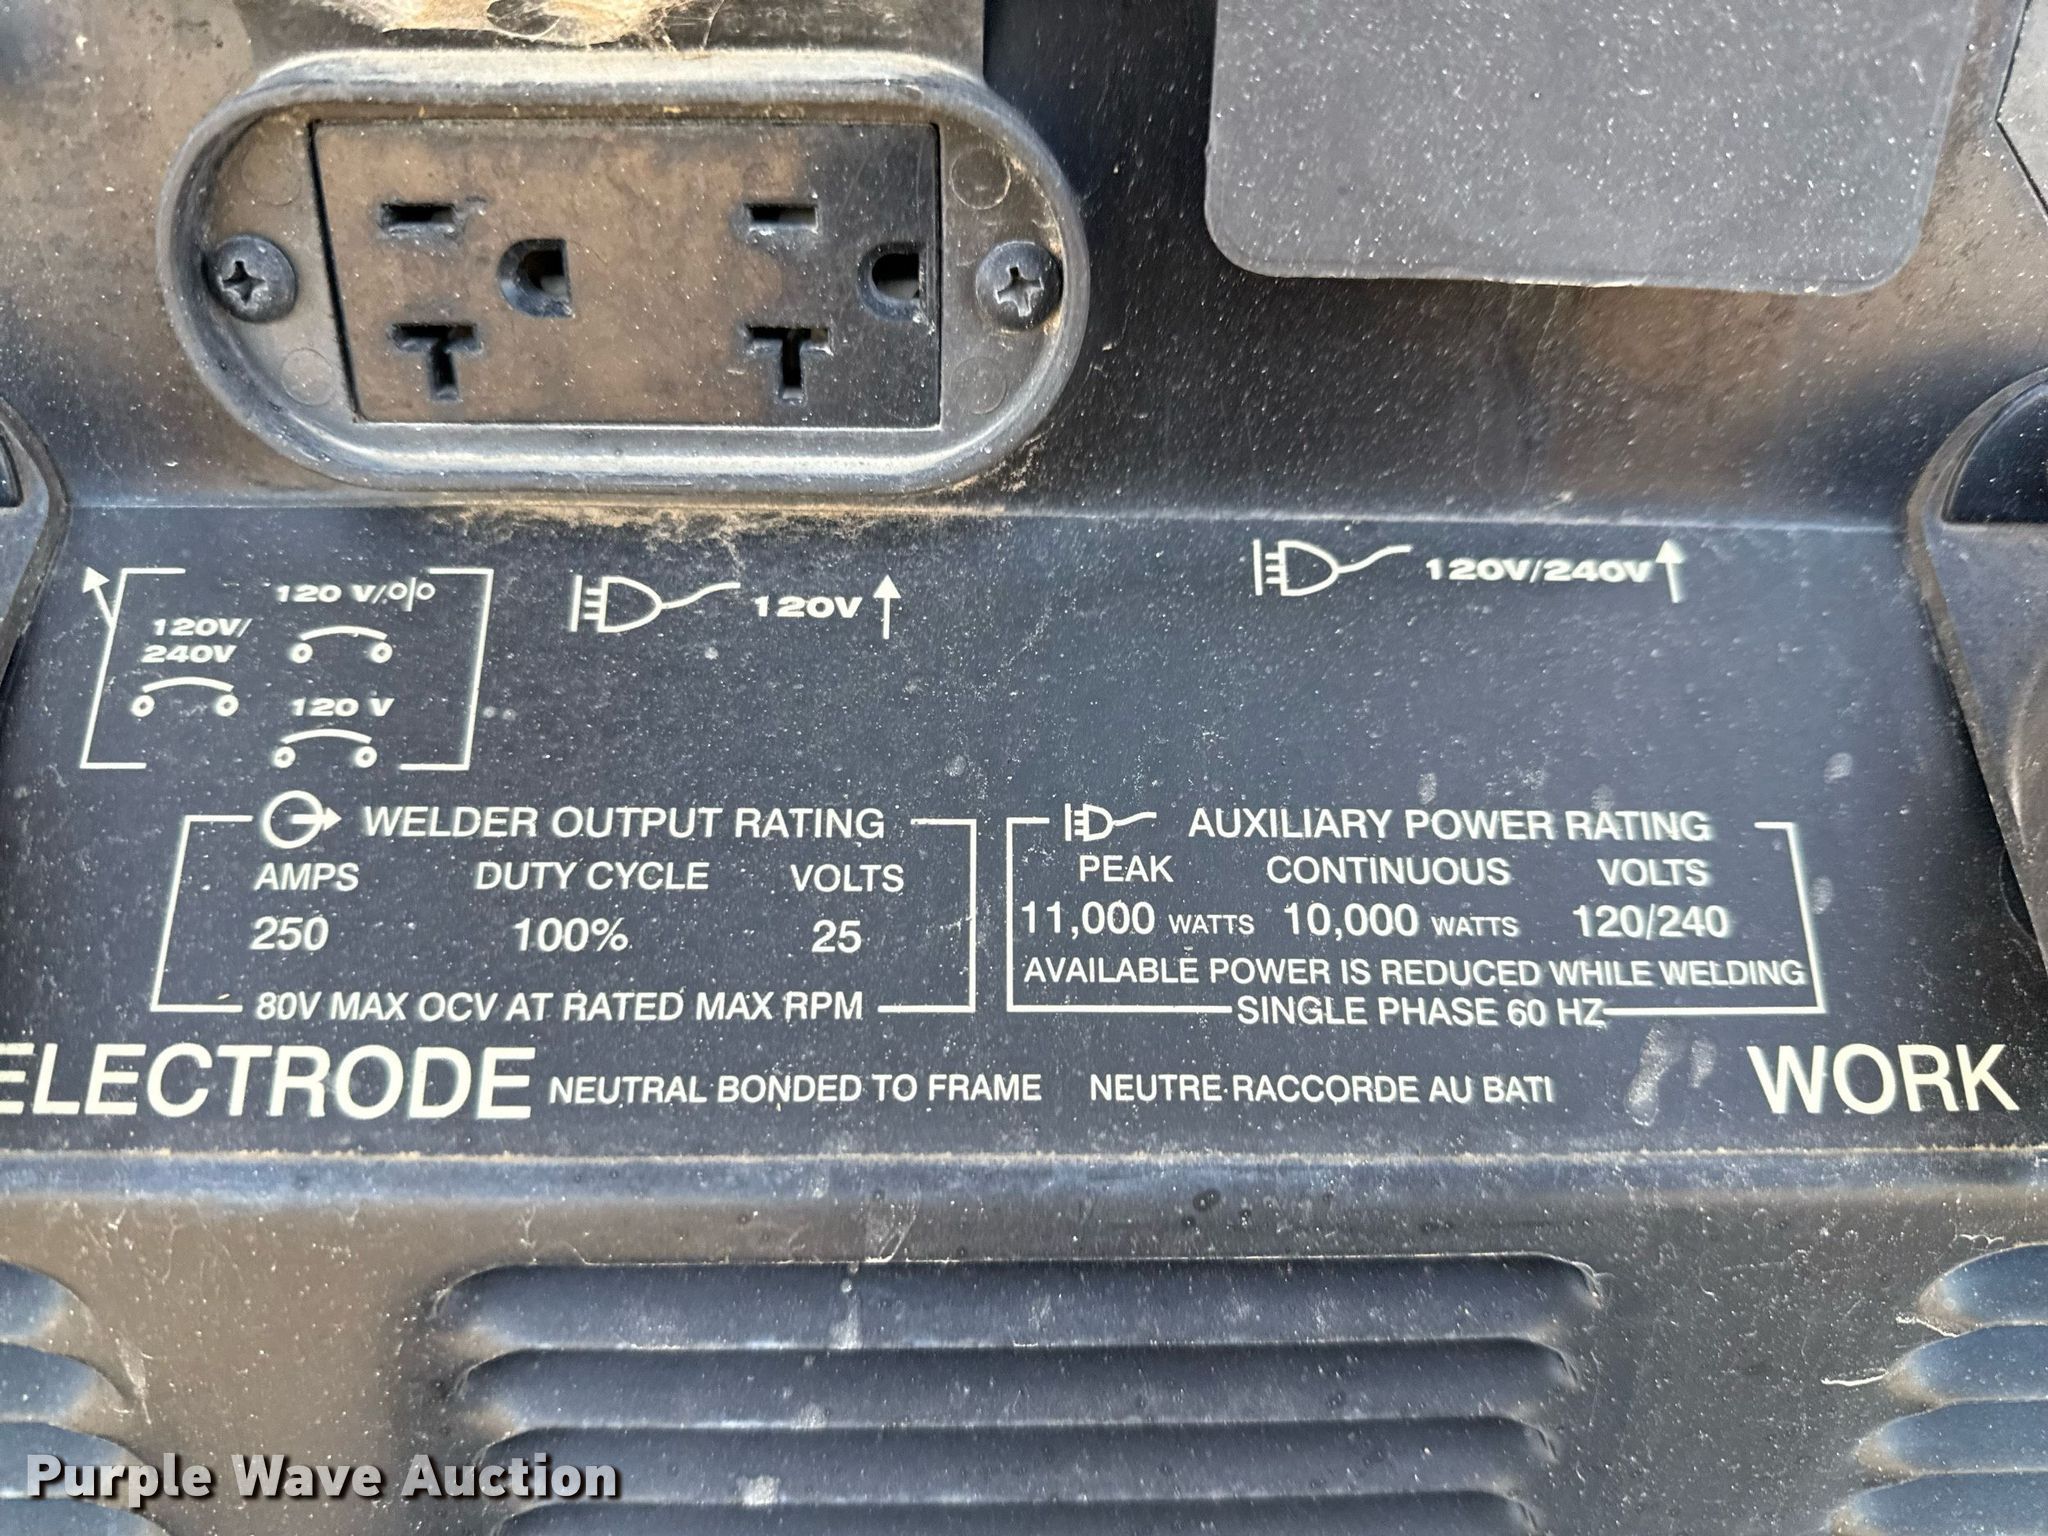 120 V/
120V/
240V
120 V
120V
120V/240V
WELDER OUTPUT RATING
AMPS DUTY CYCLE VOLTS
250 100% 25
80V MAX OCV AT RATED MAX RPM
AUXILIARY POWER RATING
PEAK CONTINUOUS VOLTS
11,000 WATTS 10,000 WATTS 120/240
AVAILABLE POWER IS REDUCED WHILE WELDING
SINGLE PHASE 60 HZ
ELECTRODE NEUTRAL BONDED TO FRAME NEUTRE RACCORDE AU BATI WORK
Purple Wave Auction